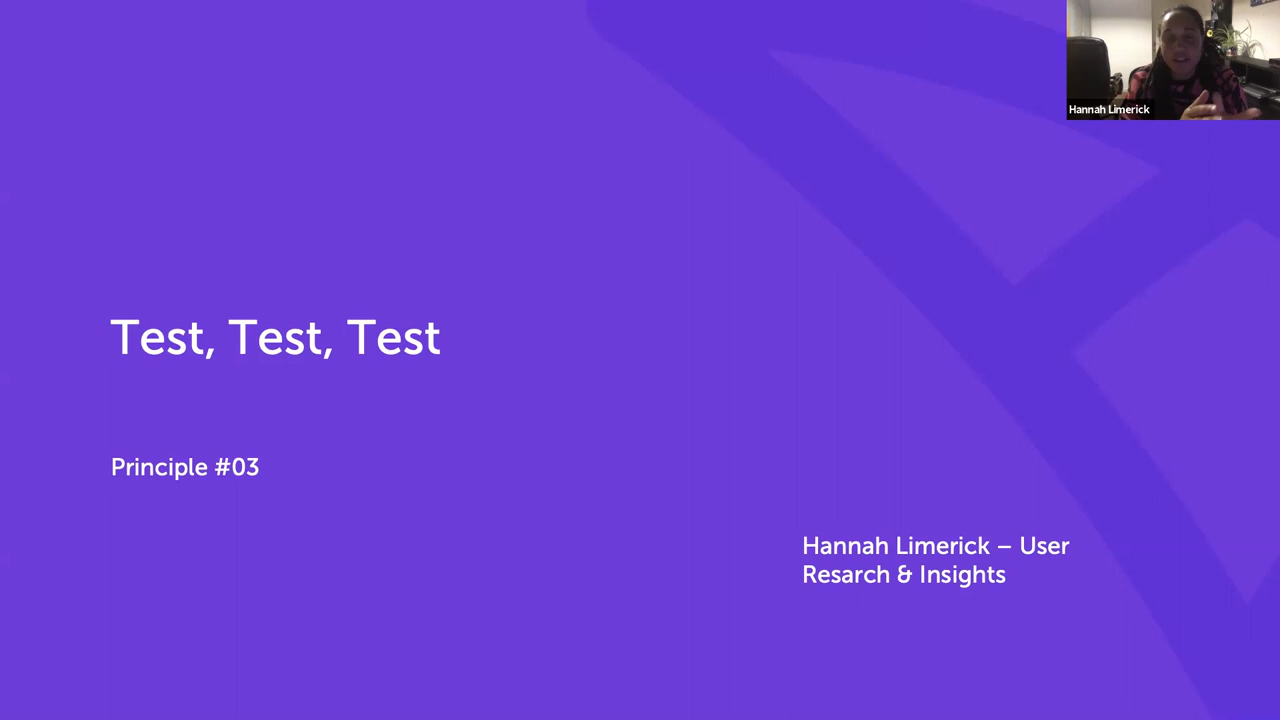 Hannah Limerick
Test, Test, Test
Principle #03
Hannah Limerick – User
Resarch & Insights